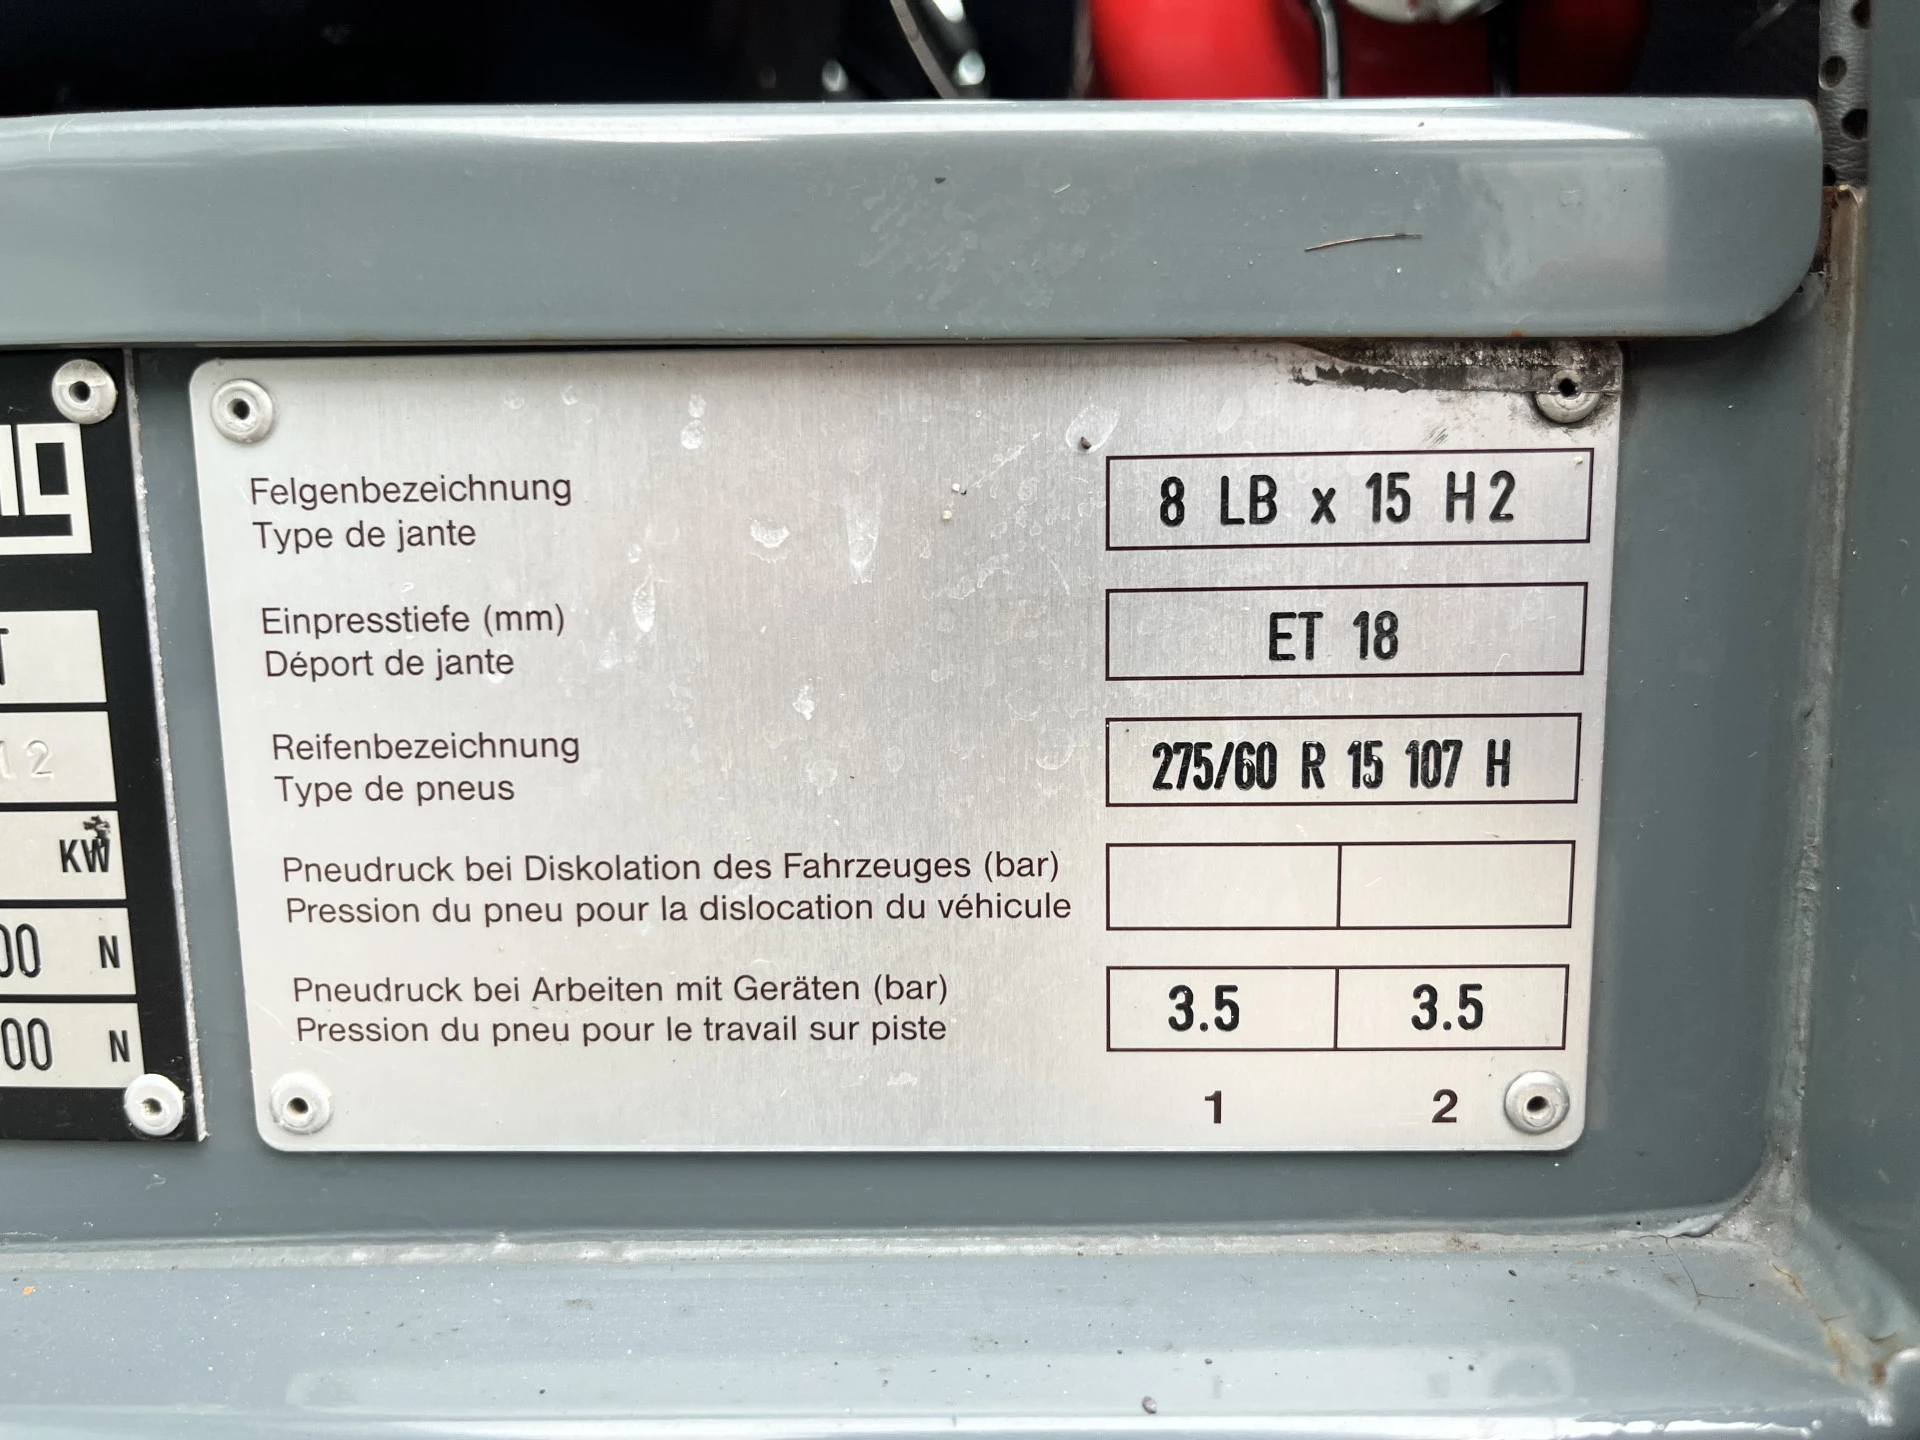 Felgenbezeichnung
Type de jante
8 LB x 15 H2
Einpresstiefe (mm)
Déport de jante
ET 18
Reifenbezeichnung
Type de pneus
275/60 R 15 107 H
Pneudruck bei Diskolation des Fahrzeuges (bar)
Pression du pneu pour la dislocation du véhicule
Pneudruck bei Arbeiten mit Geräten (bar)
Pression du pneu pour le travail sur piste
3.5 3.5
1 2
T
12
KW
00 N
00 N